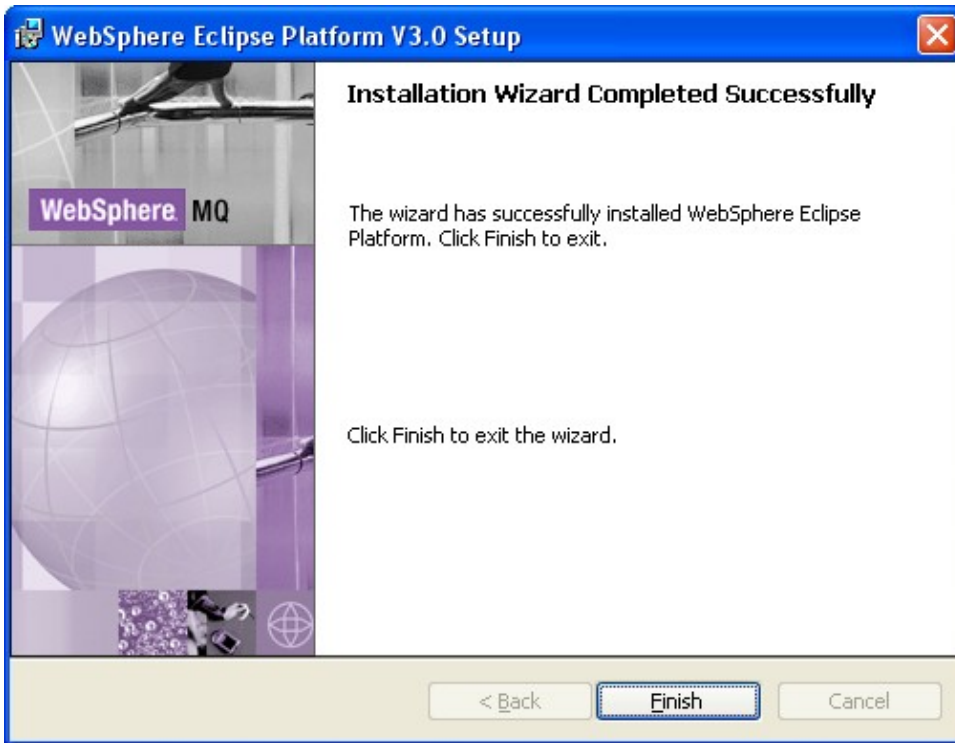 WebSphere Eclipse Platform V3.0 Setup
Installation Wizard Completed Successfully
WebSphere. MQ
The wizard has successfully installed WebSphere Eclipse
Platform. Click Finish to exit.
Click Finish to exit the wizard.
< Back
Finish
Cancel